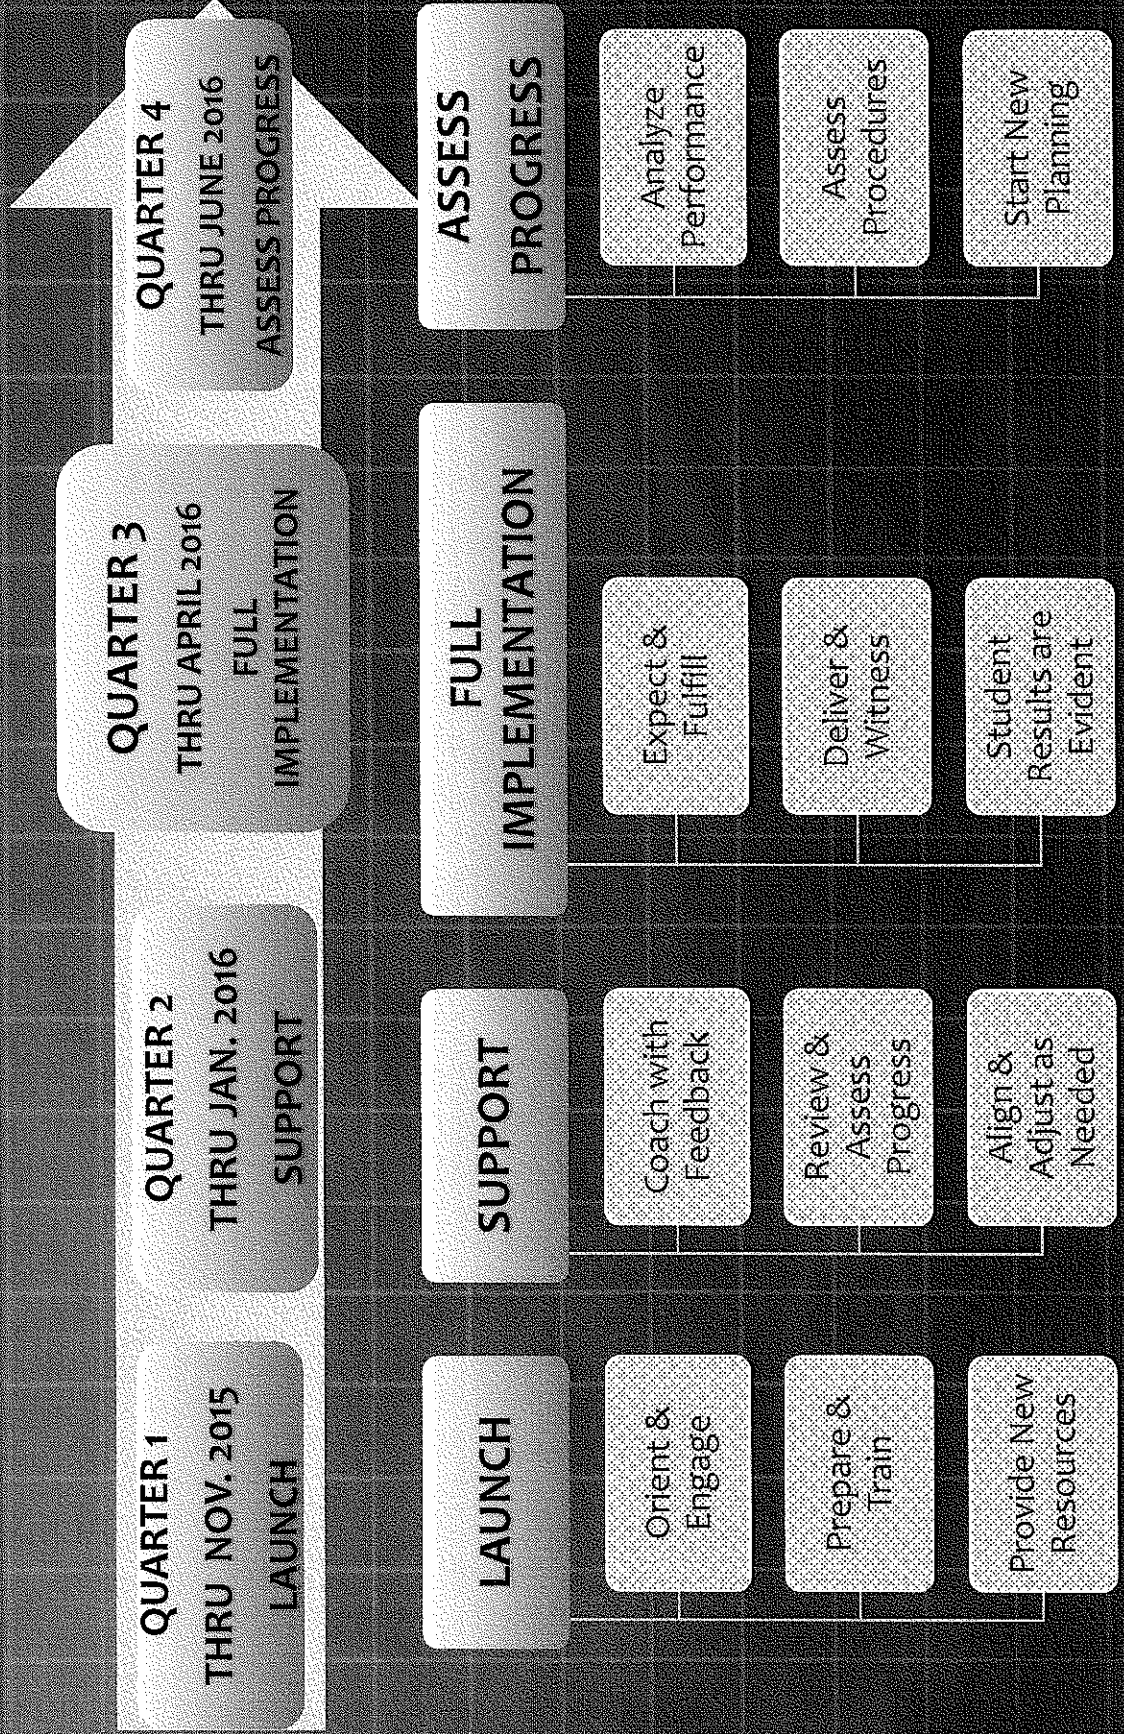 QUARTER 1
THRU NOV. 2015
LAUNCH
QUARTER 2
THRU JAN. 2016
SUPPORT
QUARTER 3
THRU APRIL 2016
FULL
IMPLEMENTATION
QUARTER 4
THRU JUNE 2016
ASSESS PROGRESS
LAUNCH
Orient &
Engage
Prepare &
Train
Provide New
Resources
SUPPORT
Coach with
Feedback
Review &
Assess
Progress
Align &
Adjust as
Needed
FULL
IMPLEMENTATION
Expect &
Fulfill
Deliver &
Witness
Student
Results are
Evident
ASSESS
PROGRESS
Analyze
Performance
Assess
Procedures
Start New
Planning